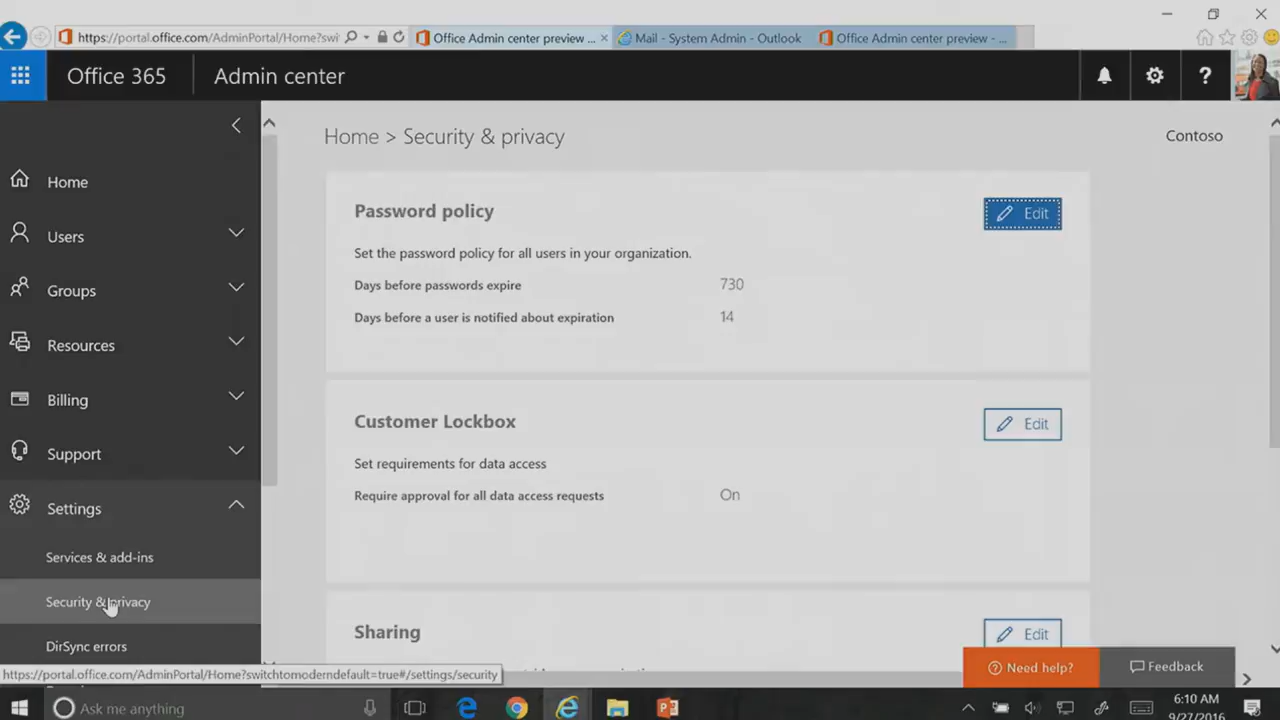 https://portal.office.com/AdminPortal/Home?swi
Office Admin center preview ...
Mail - System Admin - Outlook
Office Admin center preview - ...
Office 365
Admin center
?
Home
Users
Groups
Resources
Billing
Support
Settings
Services & add-ins
Security & privacy
DirSync errors
Home > Security & privacy
Contoso
Password policy
Edit
Set the password policy for all users in your organization.
Days before passwords expire 730
Days before a user is notified about expiration 14
Customer Lockbox
Edit
Set requirements for data access
Require approval for all data access requests On
Sharing
Edit
https://portal.office.com/AdminPortal/Home?switchtomoderndefault=true#/settings/security
Need help?
Feedback
Ask me anything
6:10 AM
9/27/2016